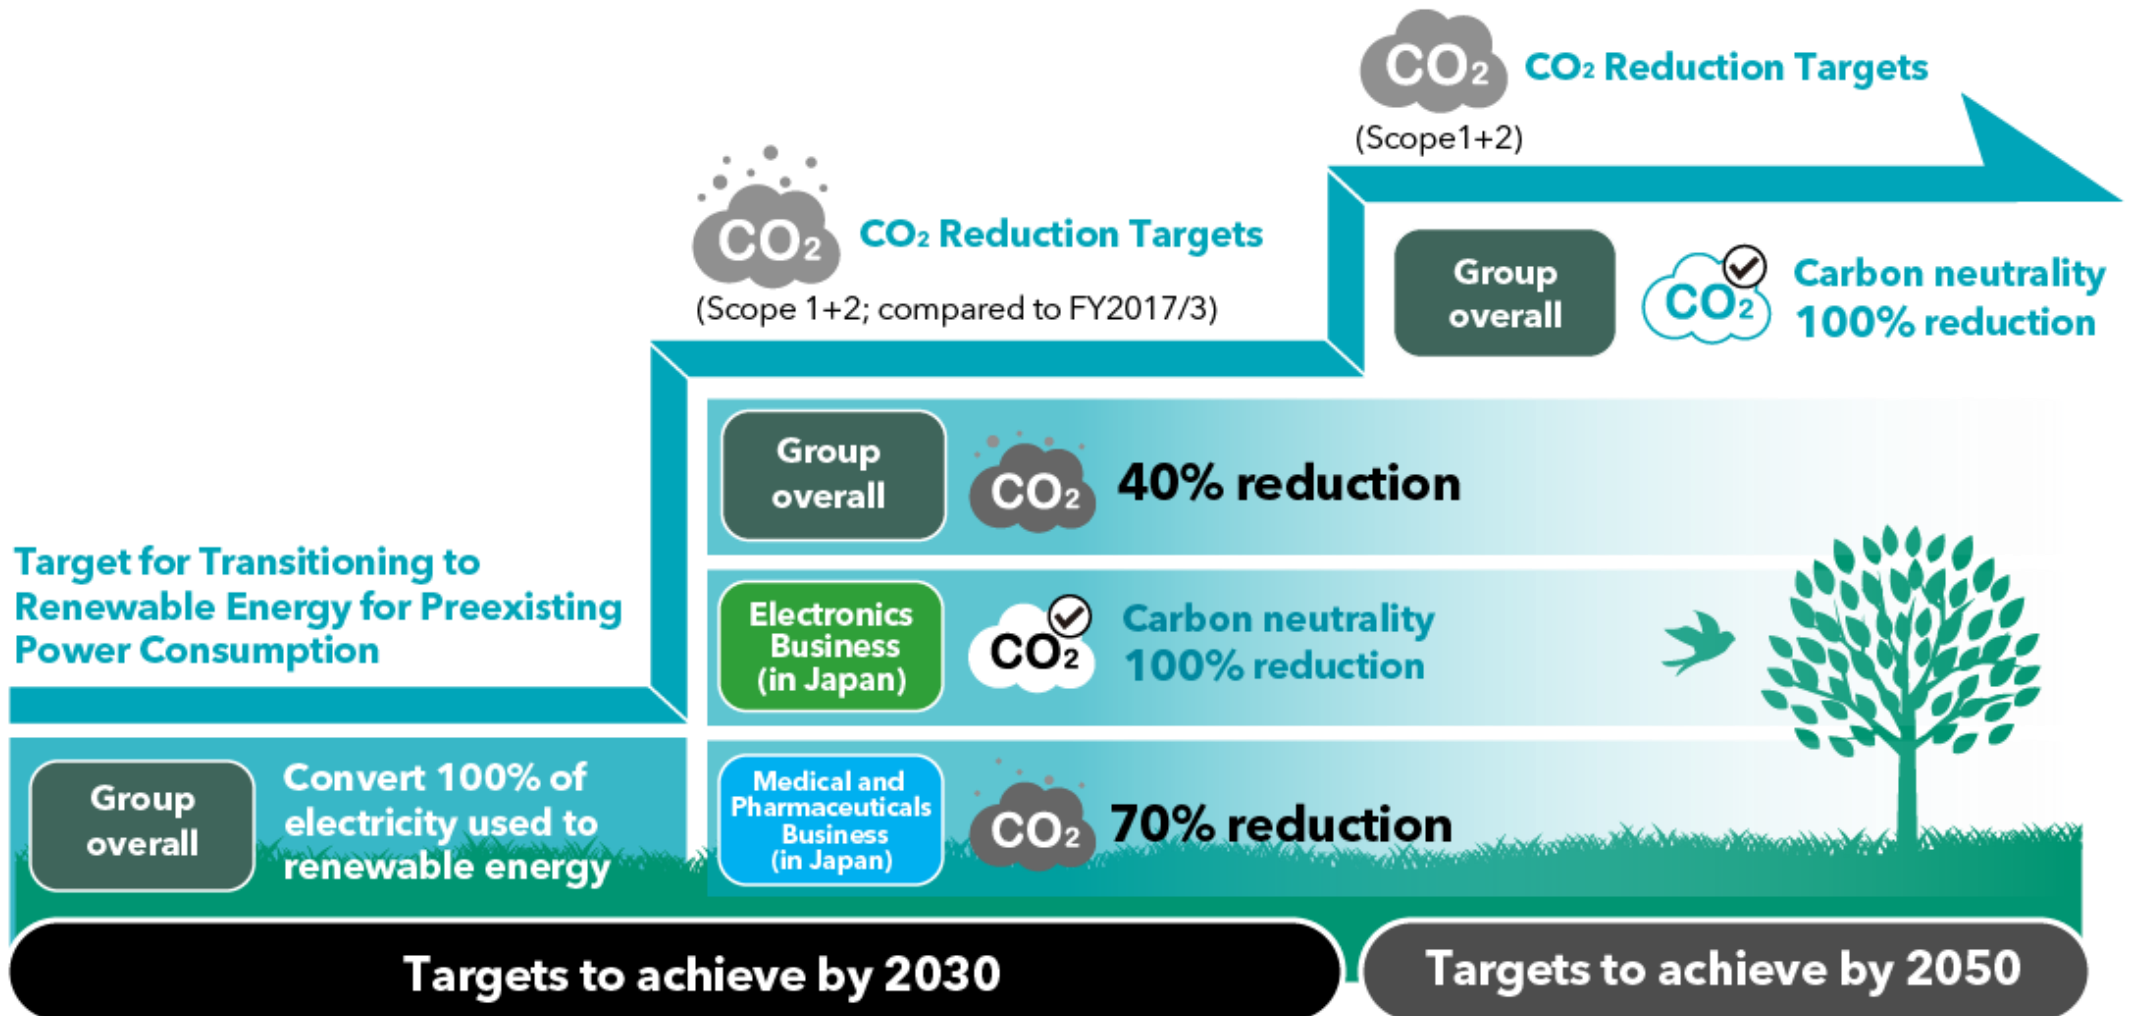 CO2
CO2 Reduction Targets
(Scope1+2)
Group
overall
CO2
Carbon neutrality
100% reduction
CO2
CO2 Reduction Targets
(Scope 1+2; compared to FY2017/3)
Group
overall
CO2
40% reduction
Electronics
Business
(in Japan)
CO2
Carbon neutrality
100% reduction
Medical and
Pharmaceuticals
Business
(in Japan)
CO2
70% reduction
Target for Transitioning to
Renewable Energy for Preexisting
Power Consumption
Group
overall
Convert 100% of
electricity used to
renewable energy
Targets to achieve by 2030
Targets to achieve by 2050